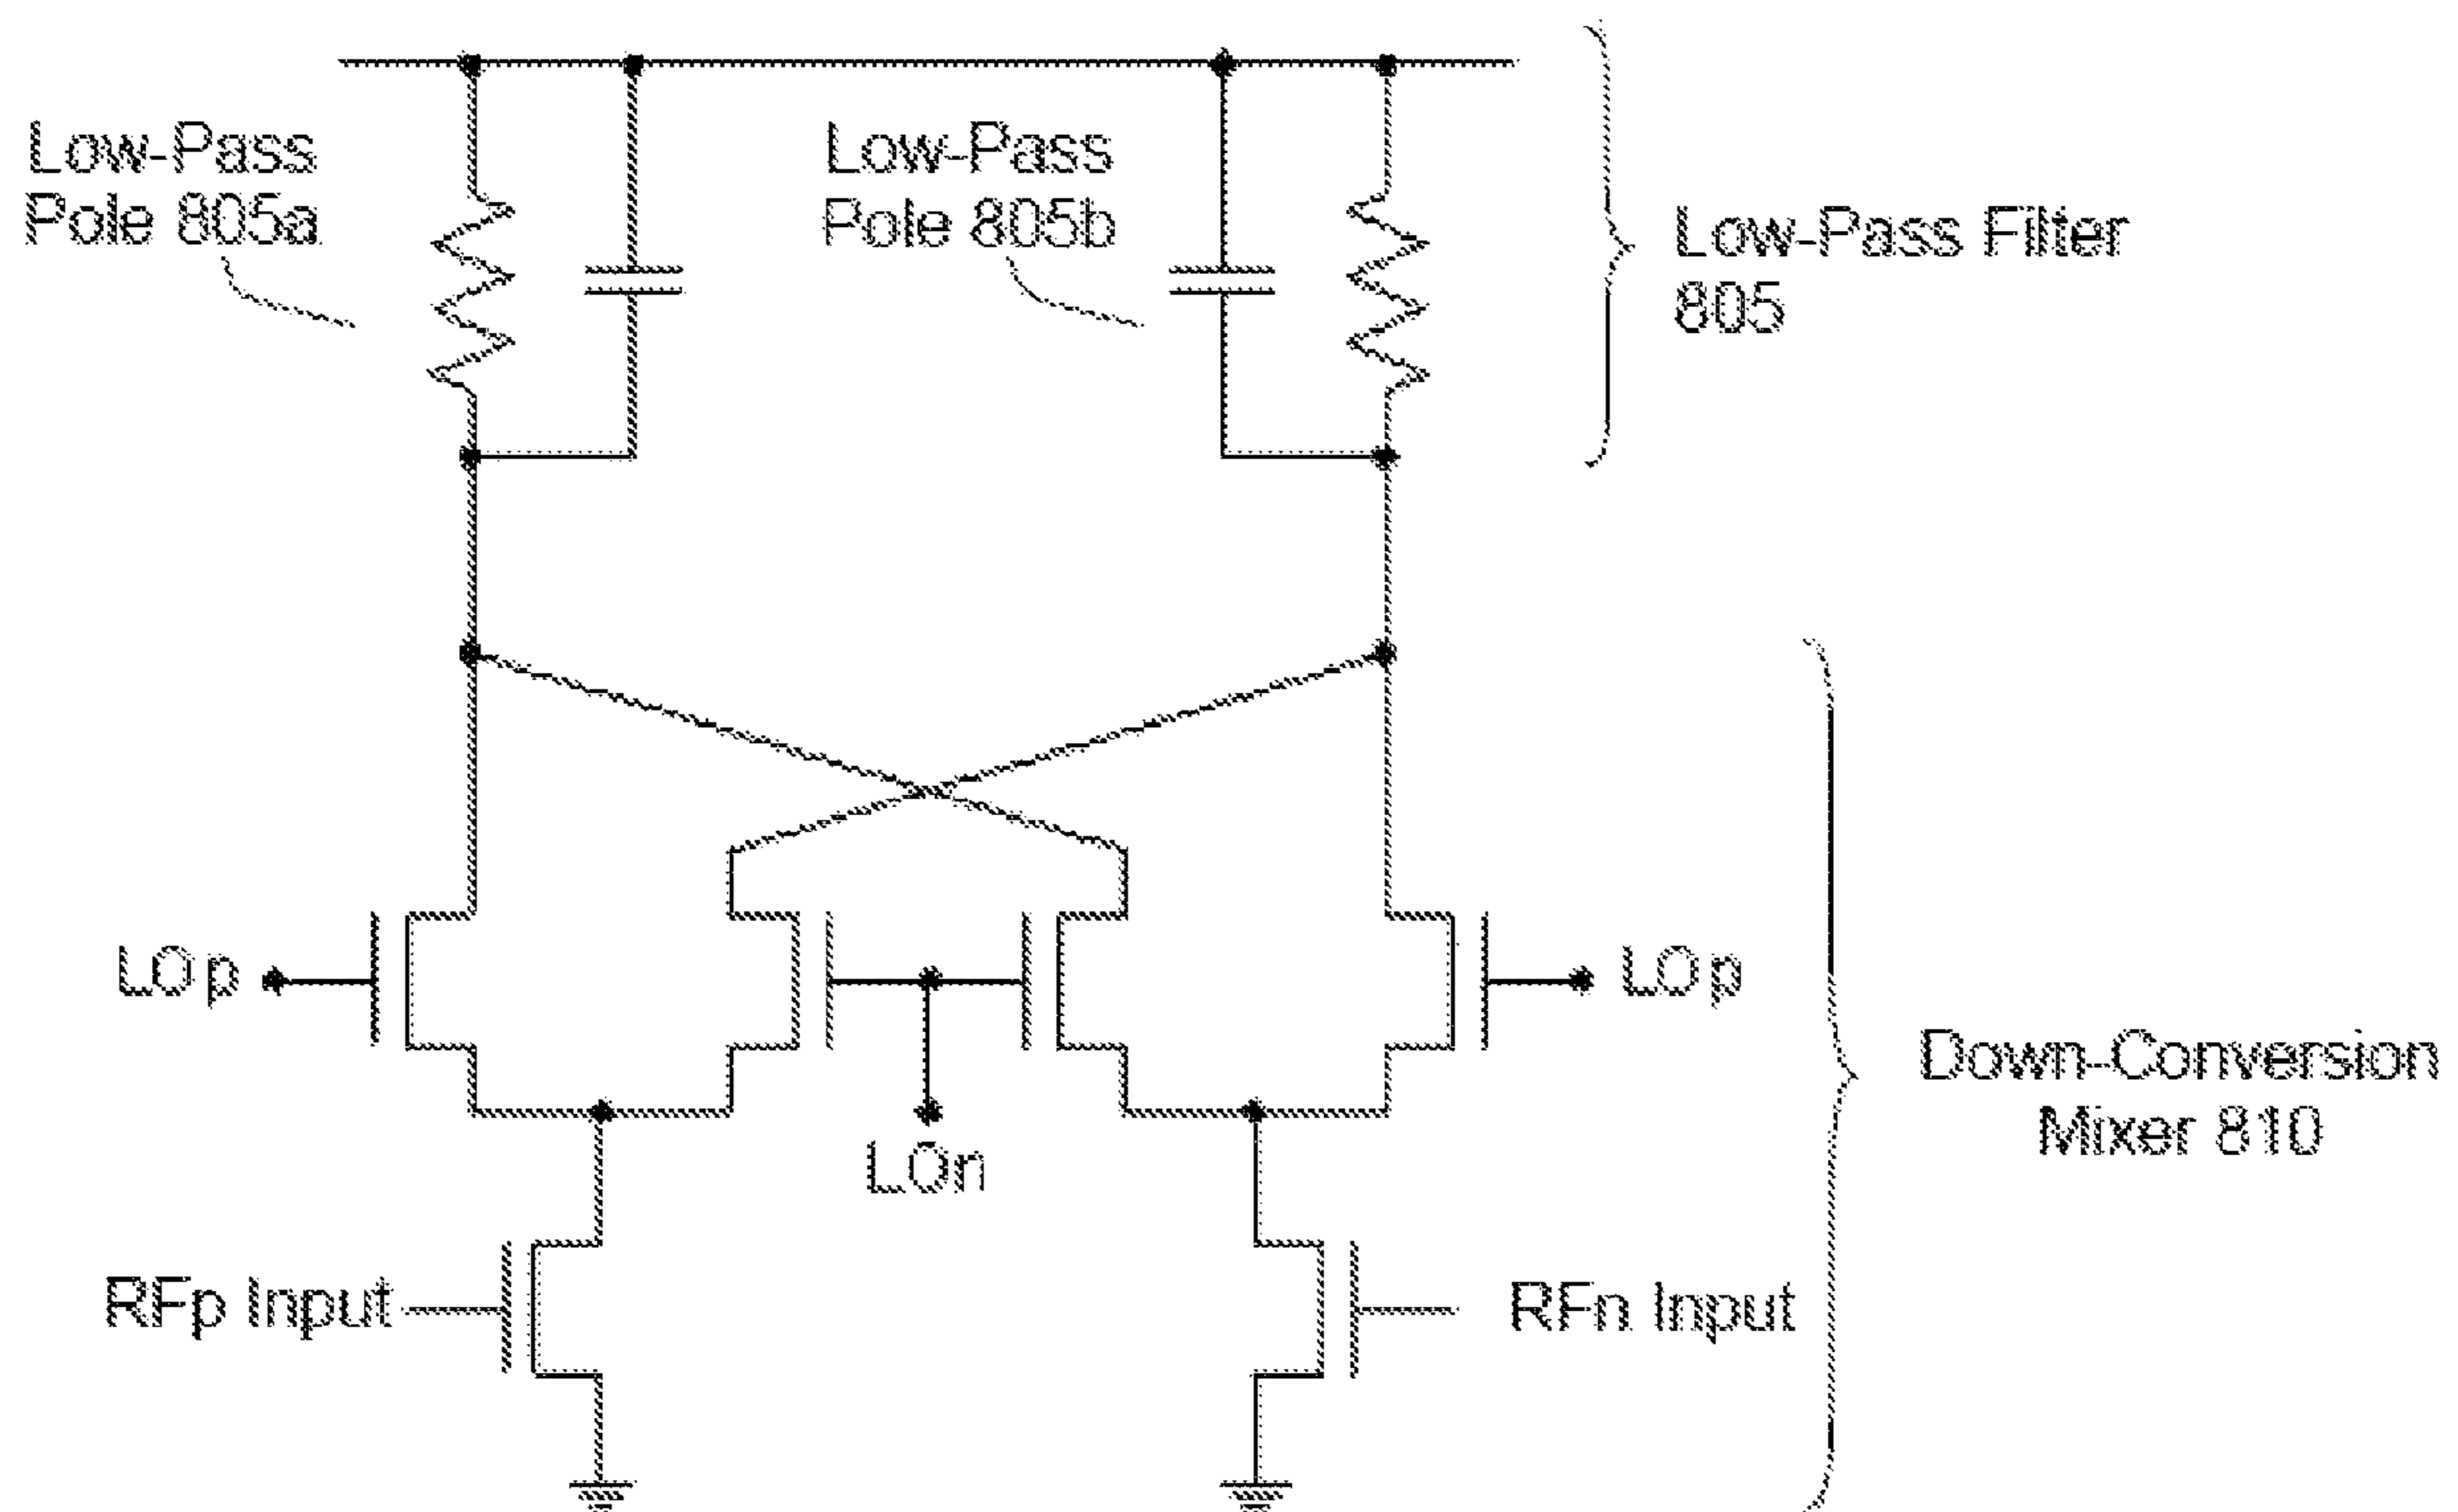 Low-Pass
Pole 805a
Low-Pass
Pole 805b
Low-Pass Filter
805
LOp
LOp
LOn
Down-Conversion
Mixer 810
RFp Input
RFn Input